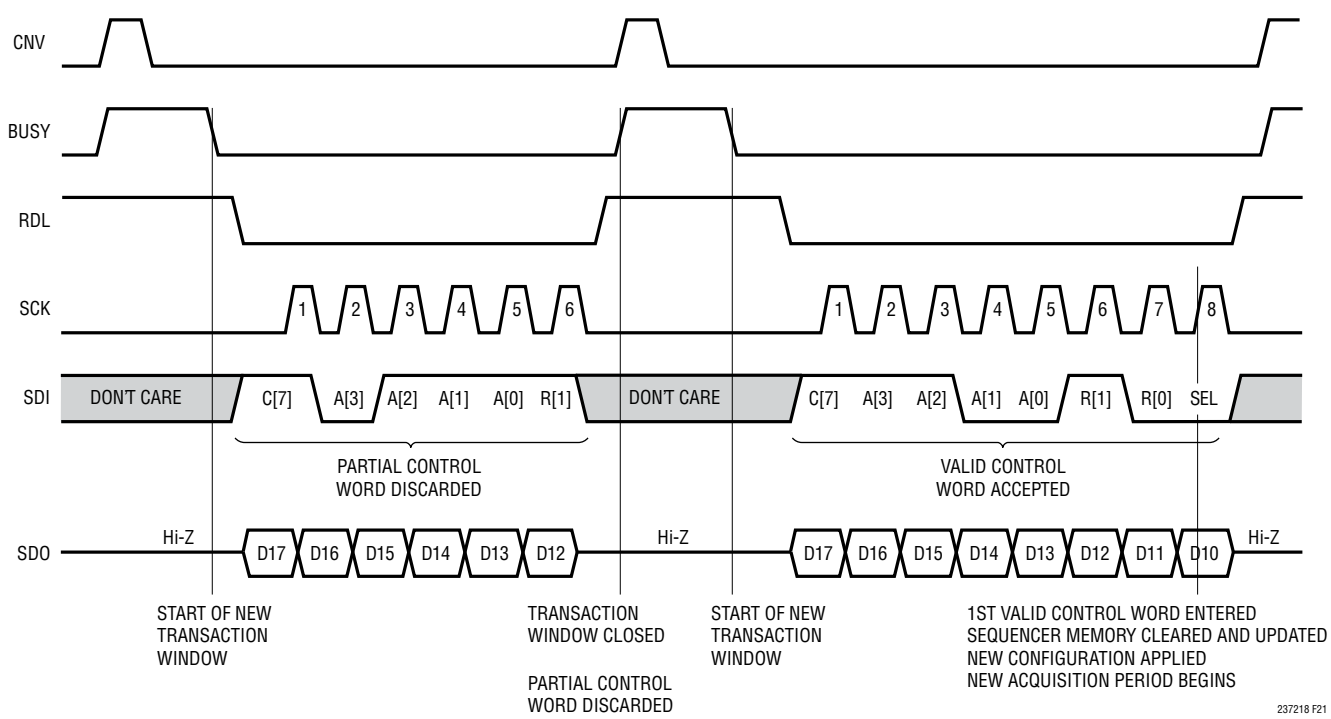 CNV
BUSY
RDL
SCK
1 2 3 4 5 6
1 2 3 4 5 6 7 8
SDI
DON'T CARE
C[7] A[3] A[2] A[1] A[0] R[1]
DON'T CARE
C[7] A[3] A[2] A[1] A[0] R[1] R[0] SEL
PARTIAL CONTROL
WORD DISCARDED
VALID CONTROL
WORD ACCEPTED
SDO
Hi-Z
D17 D16 D15 D14 D13 D12
Hi-Z
D17 D16 D15 D14 D13 D12 D11 D10
Hi-Z
START OF NEW
TRANSACTION
WINDOW
TRANSACTION
WINDOW CLOSED
PARTIAL CONTROL
WORD DISCARDED
START OF NEW
TRANSACTION
WINDOW
1ST VALID CONTROL WORD ENTERED
SEQUENCER MEMORY CLEARED AND UPDATED
NEW CONFIGURATION APPLIED
NEW ACQUISITION PERIOD BEGINS
237218 F21